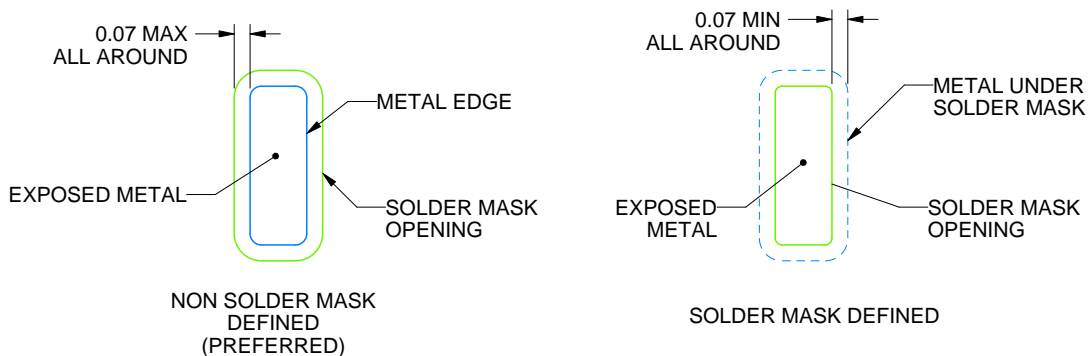 0.07 MAX
ALL AROUND
METAL EDGE
EXPOSED METAL
SOLDER MASK
OPENING
NON SOLDER MASK
DEFINED
(PREFERRED)
0.07 MIN
ALL AROUND
METAL UNDER
SOLDER MASK
EXPOSED
METAL
SOLDER MASK
OPENING
SOLDER MASK DEFINED